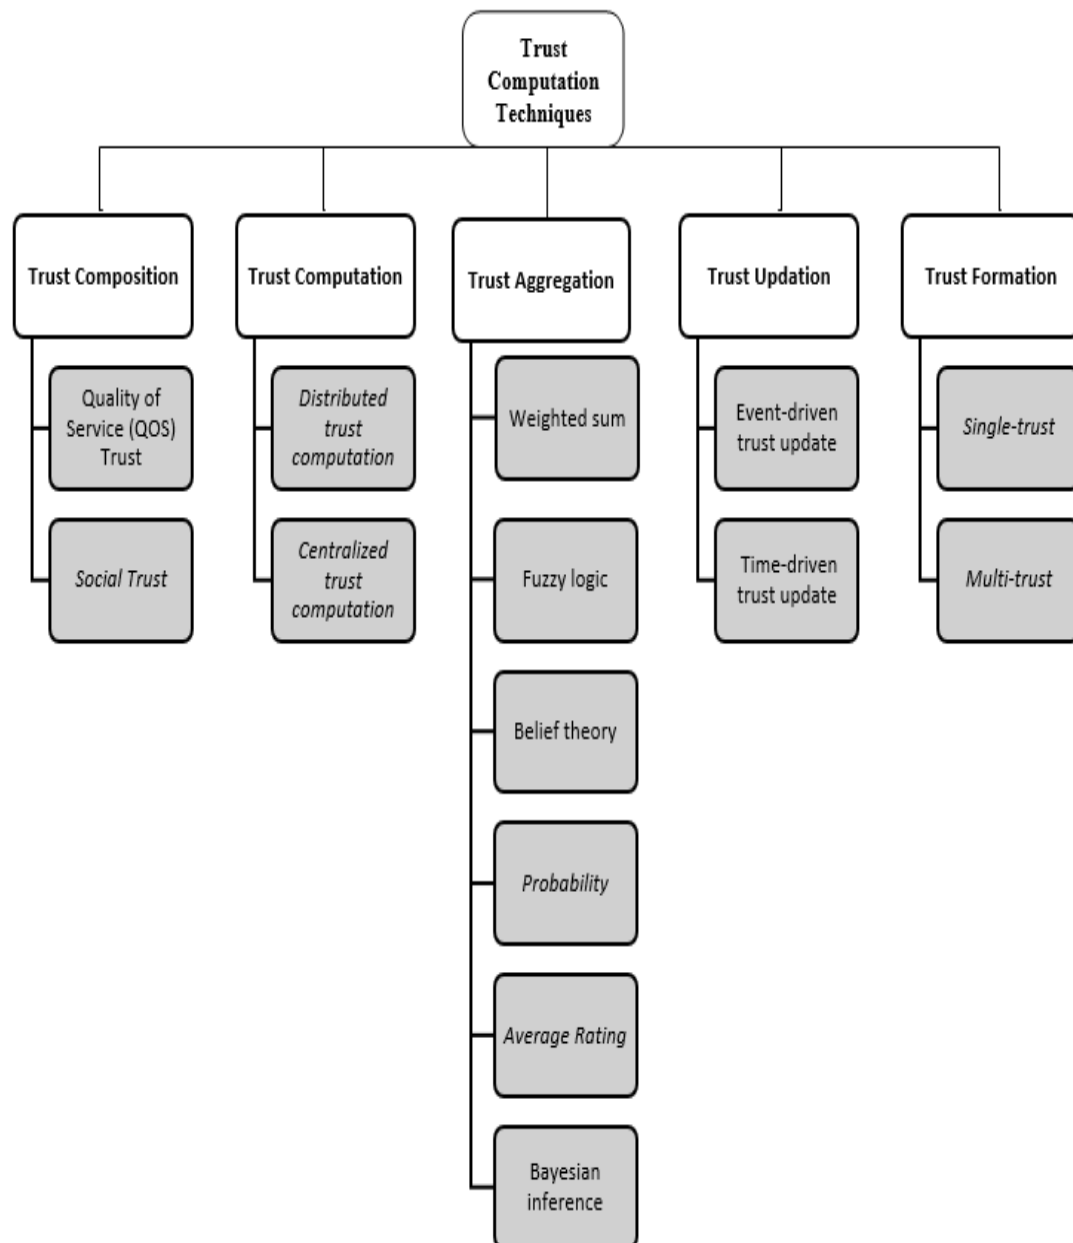 Trust
Computation
Techniques
Trust Composition
Trust Computation
Trust Aggregation
Trust Updation
Trust Formation
Quality of
Service (QOS)
Trust
Social Trust
Distributed
trust
computation
Centralized
trust
computation
Weighted sum
Fuzzy logic
Belief theory
Probability
Average Rating
Bayesian
inference
Event-driven
trust update
Time-driven
trust update
Single-trust
Multi-trust